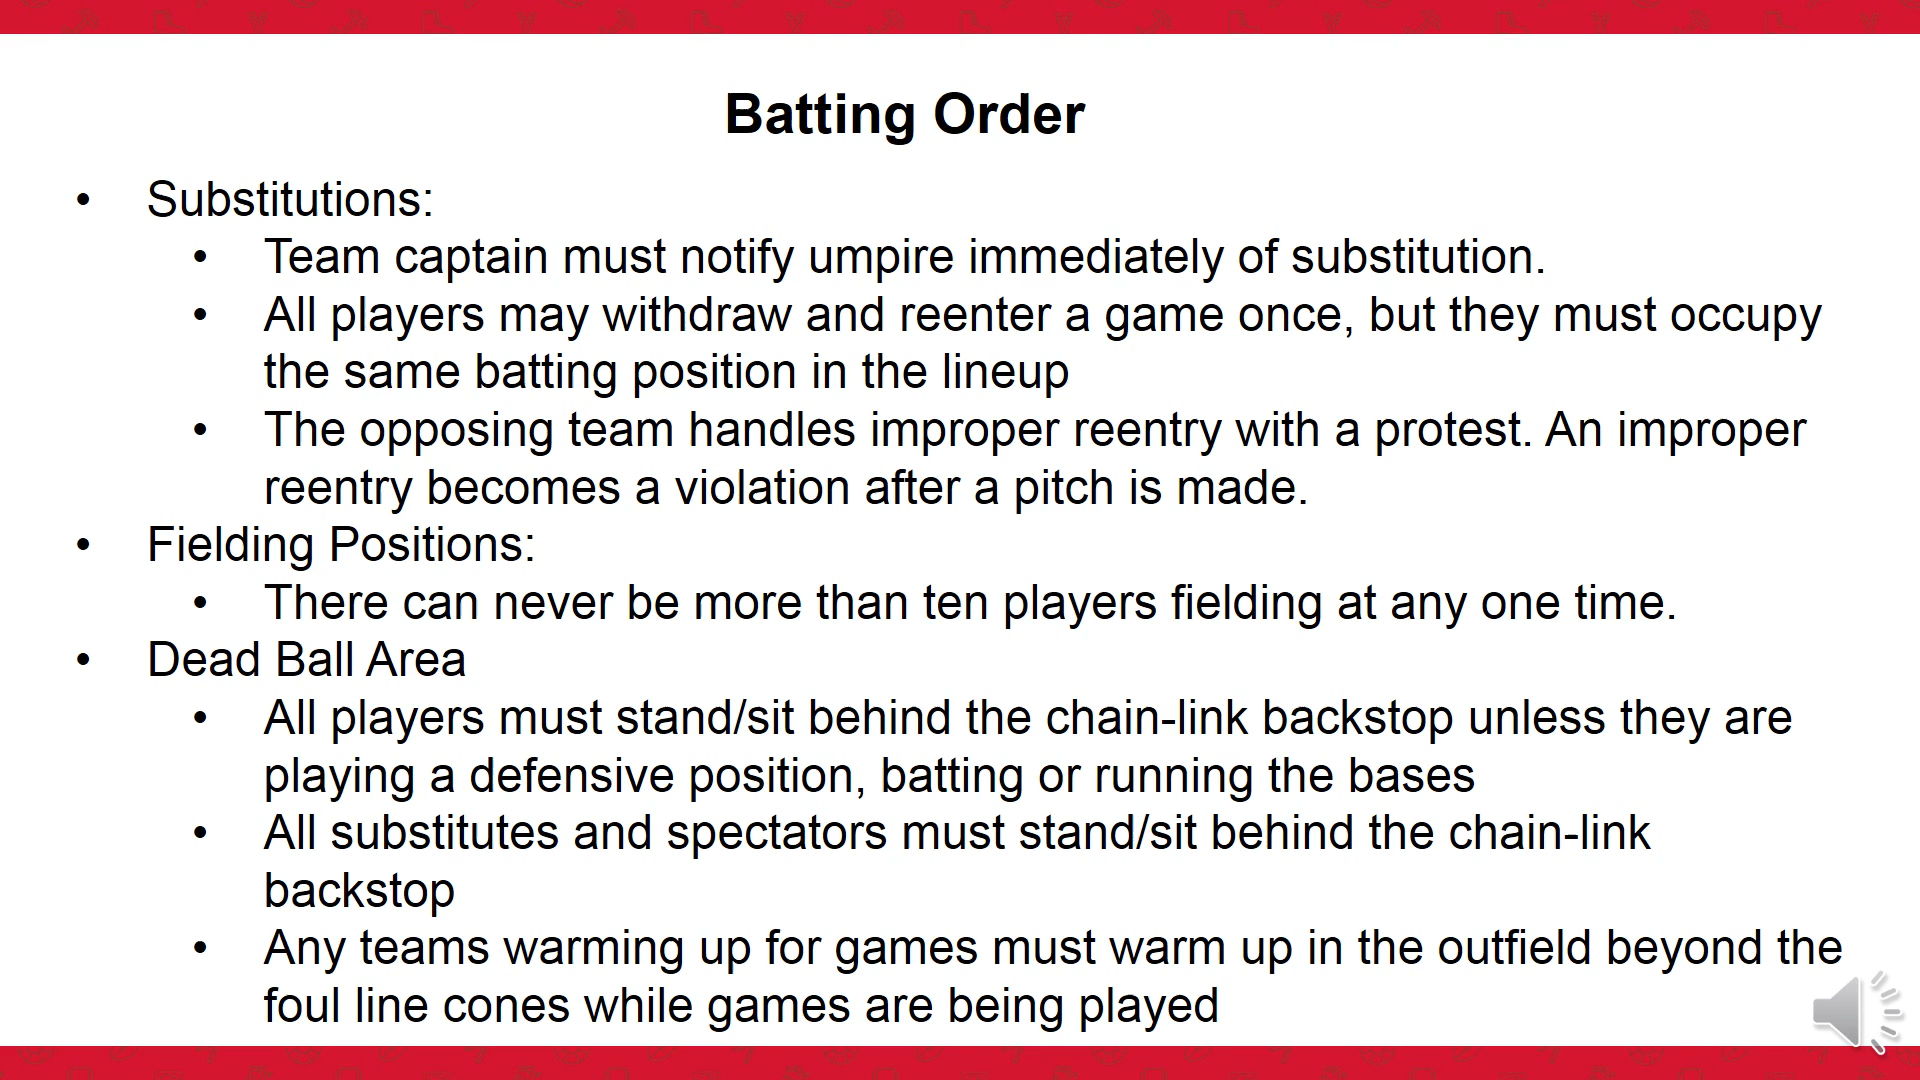 Batting Order
• Substitutions:
• Team captain must notify umpire immediately of substitution.
• All players may withdraw and reenter a game once, but they must occupy
the same batting position in the lineup
• The opposing team handles improper reentry with a protest. An improper
reentry becomes a violation after a pitch is made.
• Fielding Positions:
• There can never be more than ten players fielding at any one time.
• Dead Ball Area
• All players must stand/sit behind the chain-link backstop unless they are
playing a defensive position, batting or running the bases
• All substitutes and spectators must stand/sit behind the chain-link
backstop
• Any teams warming up for games must warm up in the outfield beyond the
foul line cones while games are being played